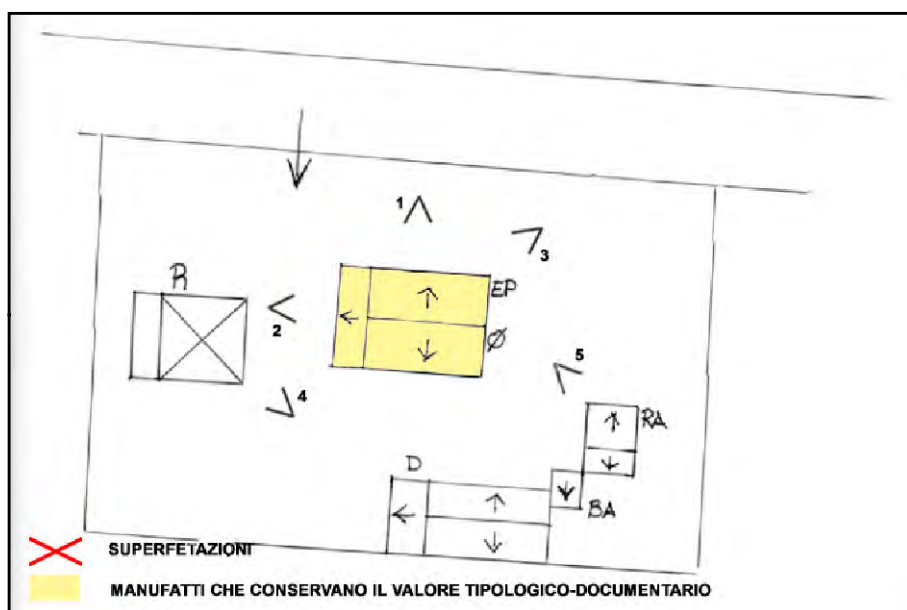 1
3
R
EP
2
Ø
5
4
RA
D
BA
SUPERFETAZIONI
MANUFATTI CHE CONSERVANO IL VALORE TIPOLOGICO-DOCUMENTARIO